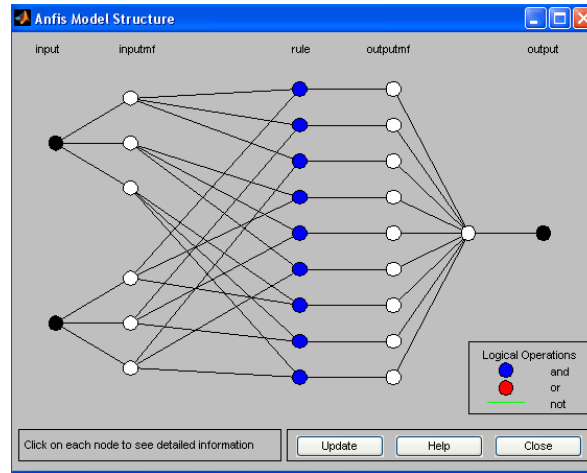 Anfis Model Structure
input inputmf rule outputmf output
Logical Operations
and
or
not
Click on each node to see detailed information
Update Help Close